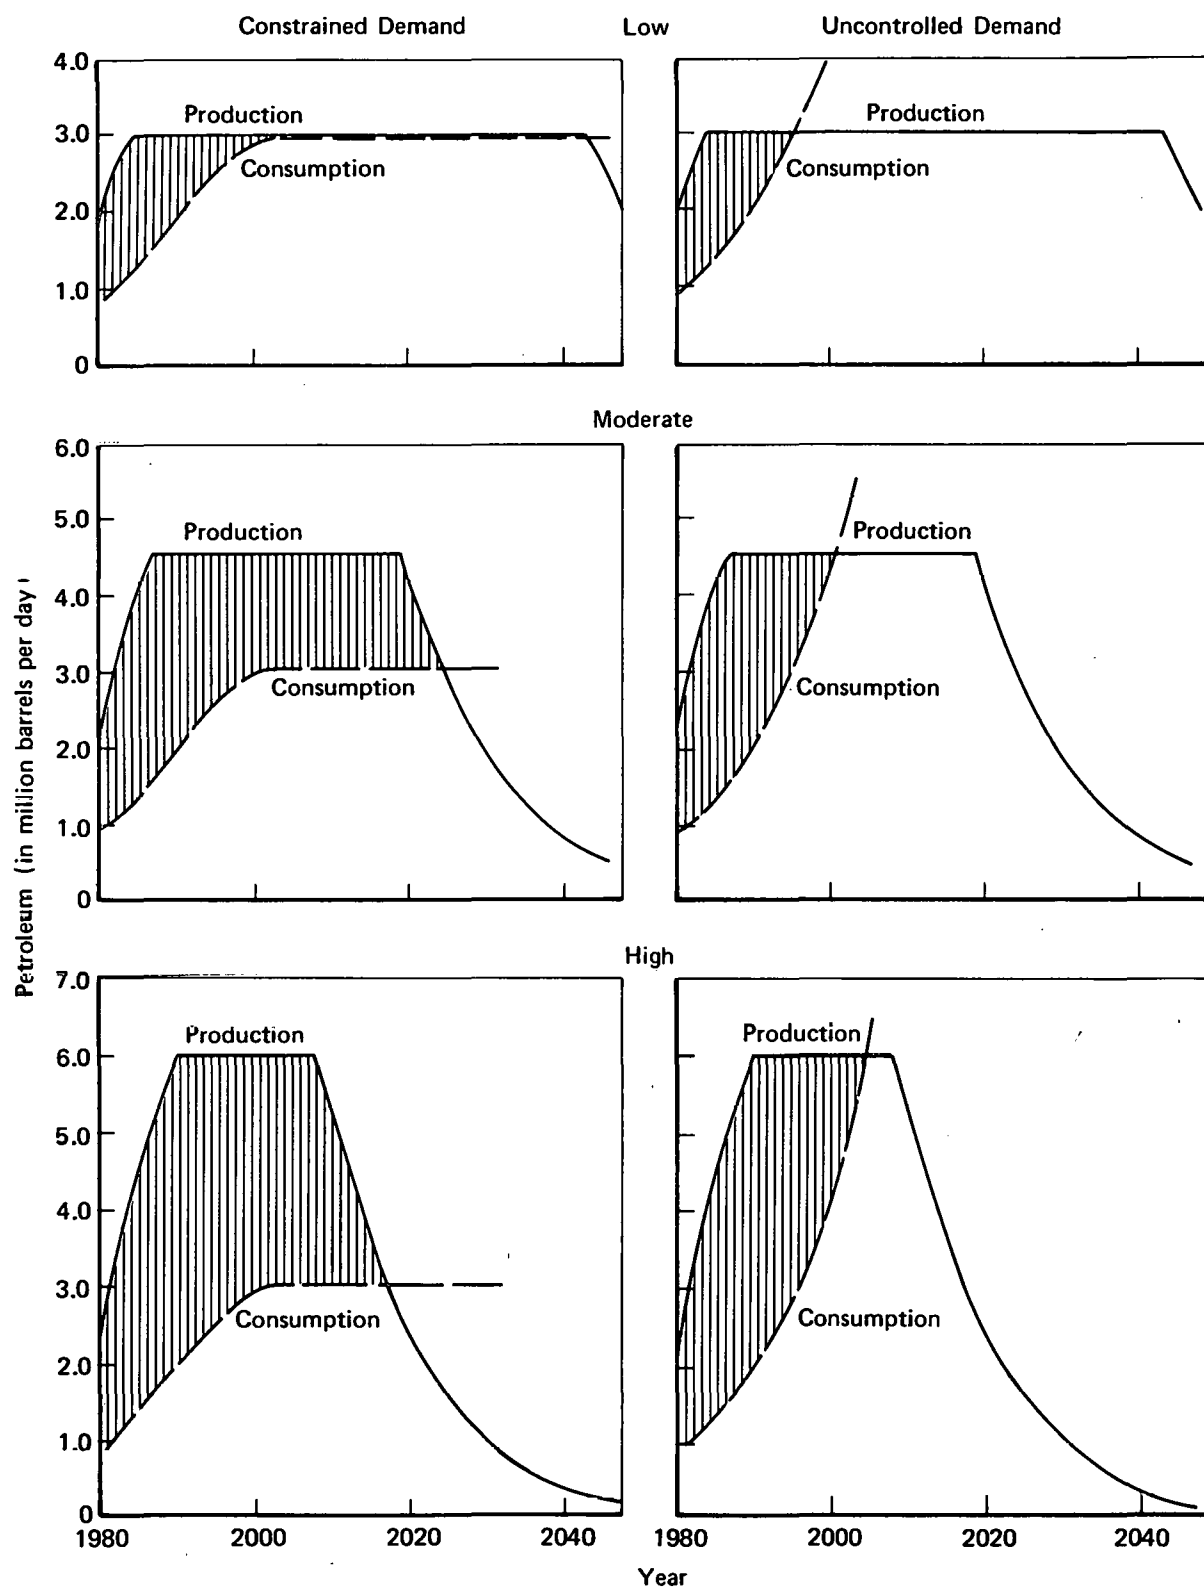 Constrained Demand Low Uncontrolled Demand
4.0
Production
Production
3.0
Consumption
Consumption
2.0
1.0
0
Moderate
6.0
5.0
Production
Production
4.0
3.0
Consumption
Consumption
2.0
1.0
0
Petroleum (in million barrels per day)
High
7.0
Production
Production
6.0
5.0
4.0
3.0
Consumption
Consumption
2.0
1.0
0
1980 2000 2020 2040 1980 2000 2020 2040
Year